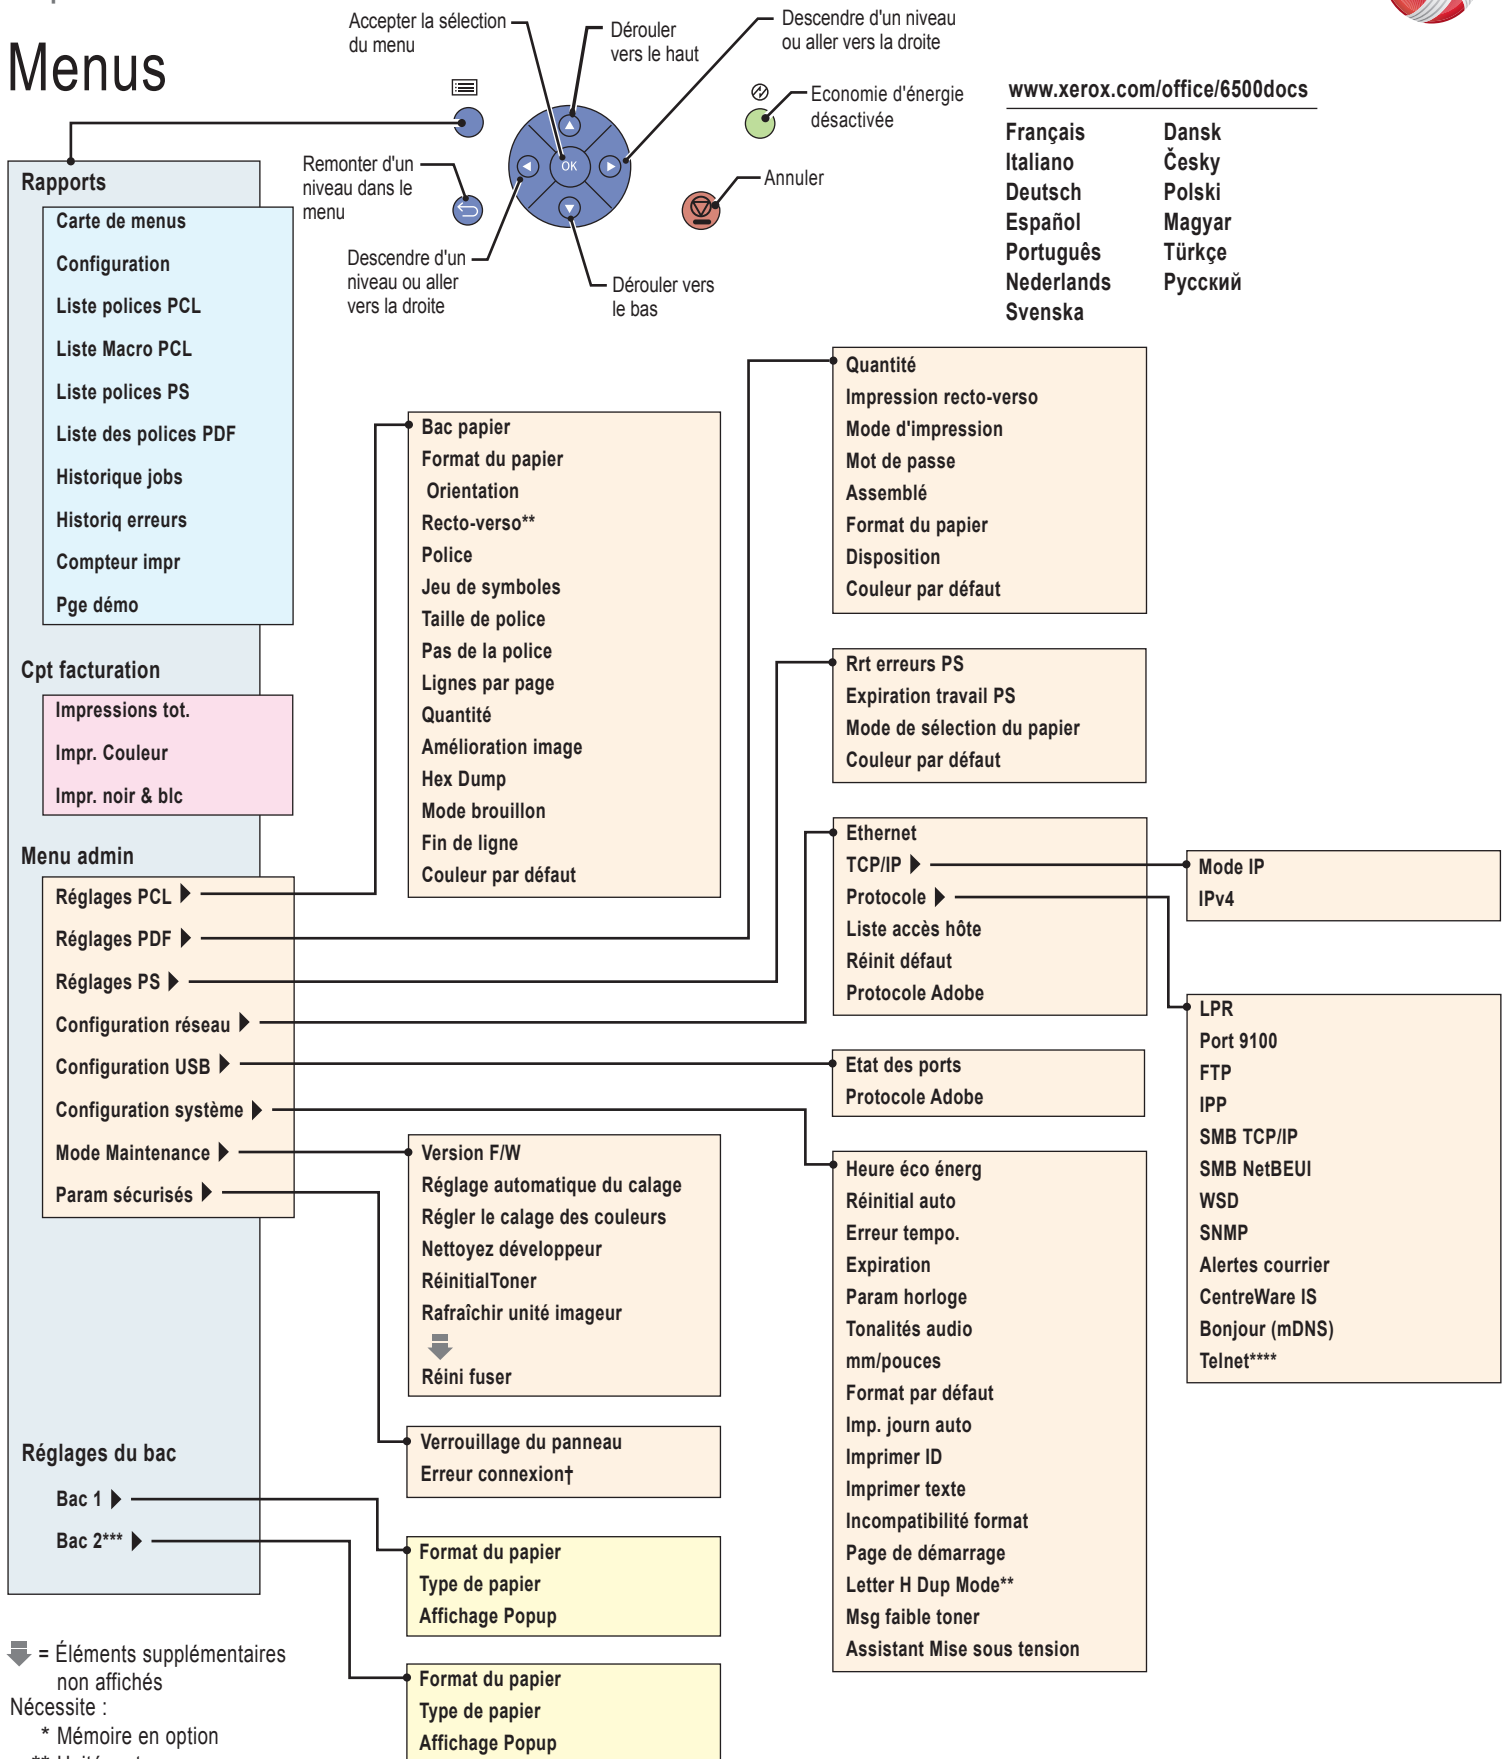 Menus
Accepter la sélection
du menu
Dérouler
vers le haut
Descendre d'un niveau
ou aller vers la droite
Economie d'énergie
désactivée
Remonter d'un
niveau dans le
menu
OK
Annuler
Descendre d'un
niveau ou aller
vers la droite
Dérouler vers
le bas
www.xerox.com/office/6500docs
Français
Italiano
Deutsch
Español
Português
Nederlands
Svenska
Dansk
Česky
Polski
Magyar
Türkçe
Русский
Rapports
Carte de menus
Configuration
Liste polices PCL
Liste Macro PCL
Liste polices PS
Liste des polices PDF
Historique jobs
Historiq erreurs
Compteur impr
Pge démo
Cpt facturation
Impressions tot.
Impr. Couleur
Impr. noir & blc
Menu admin
Réglages PCL
Réglages PDF
Réglages PS
Configuration réseau
Configuration USB
Configuration système
Mode Maintenance
Param sécurisés
Réglages du bac
Bac 1
Bac 2***
Bac papier
Format du papier
Orientation
Recto-verso**
Police
Jeu de symboles
Taille de police
Pas de la police
Lignes par page
Quantité
Amélioration image
Hex Dump
Mode brouillon
Fin de ligne
Couleur par défaut
Version F/W
Réglage automatique du calage
Régler le calage des couleurs
Nettoyez développeur
RéinitialToner
Rafraîchir unité imageur
Réini fuser
Verrouillage du panneau
Erreur connexion†
Format du papier
Type de papier
Affichage Popup
Format du papier
Type de papier
Affichage Popup
Quantité
Impression recto-verso
Mode d'impression
Mot de passe
Assemblé
Format du papier
Disposition
Couleur par défaut
Rrt erreurs PS
Expiration travail PS
Mode de sélection du papier
Couleur par défaut
Ethernet
TCP/IP
Protocole
Liste accès hôte
Réinit défaut
Protocole Adobe
Etat des ports
Protocole Adobe
Heure éco énerg
Réinitial auto
Erreur tempo.
Expiration
Param horloge
Tonalités audio
mm/pouces
Format par défaut
Imp. journ auto
Imprimer ID
Imprimer texte
Incompatibilité format
Page de démarrage
Letter H Dup Mode**
Msg faible toner
Assistant Mise sous tension
Mode IP
IPv4
LPR
Port 9100
FTP
IPP
SMB TCP/IP
SMB NetBEUI
WSD
SNMP
Alertes courrier
CentreWare IS
Bonjour (mDNS)
Telnet****
= Éléments supplémentaires
non affichés
Nécessite :
* Mémoire en option